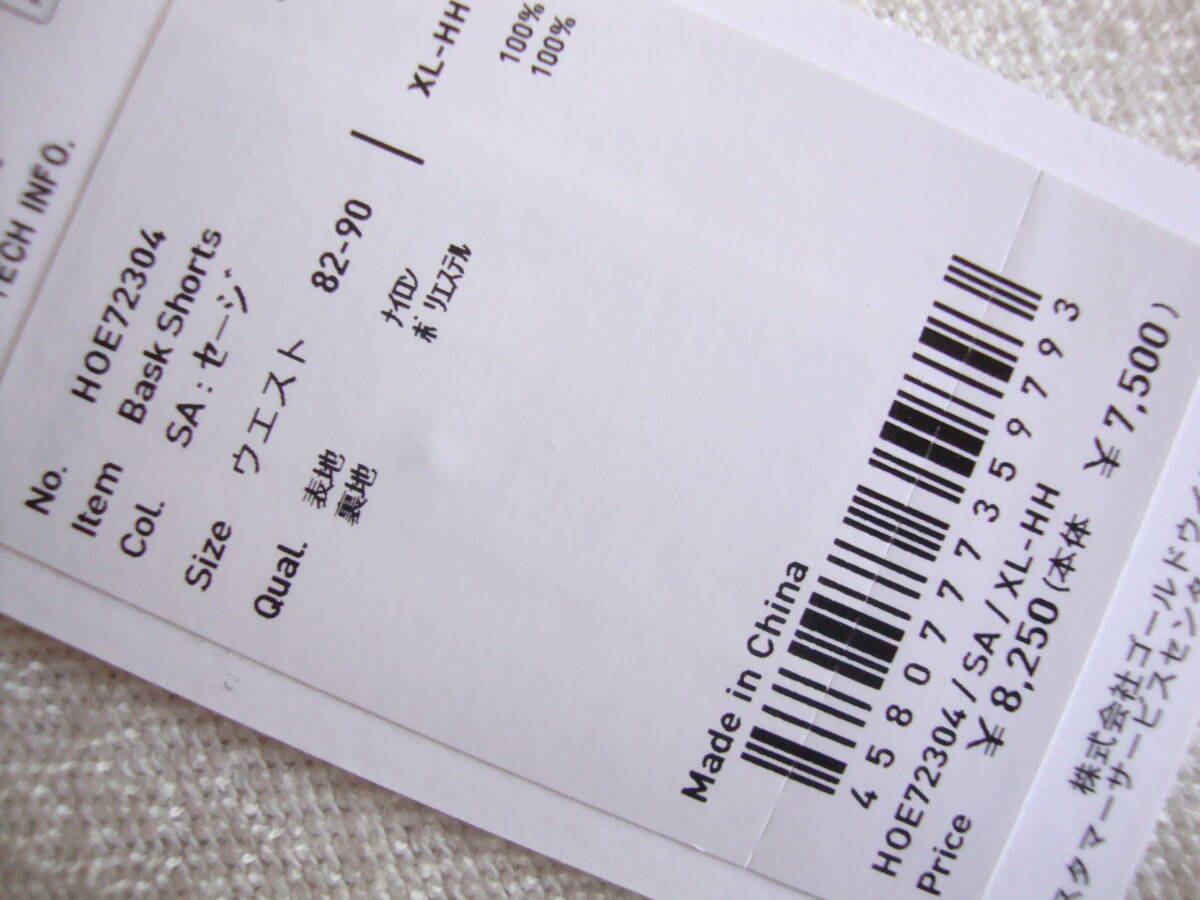 TECH INFO.
No. HOE72304
Item Bask Shorts
Col. SA : セージ
Size ウエスト 82-90 | XL-HH
Qual. 表地 ナイロン 100%
裏地 ポリエステル 100%
Made in China
4580777359793
HOE72304/SA/XL-HH
Price ¥8,250(本体 ¥7,500)
株式会社ゴールドウイ
スタマーサービスセンタ